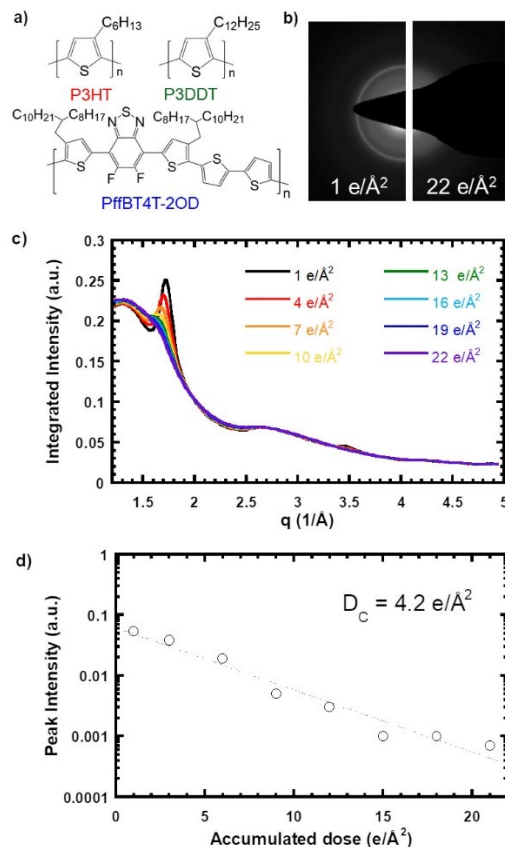 a)
C6H13
C12H25
S
S
n
n
P3HT
P3DDT
C10H21
C8H17
N
S
N
C8H17
C10H21
S
F
F
S
S
S
n
PffBT4T-2OD
b)
1 e/Å²
22 e/Å²
c)
Integrated Intensity (a.u.)
0.3
0.25
0.2
0.15
0.1
0.05
0
1 e/Å²
4 e/Å²
7 e/Å²
10 e/Å²
13 e/Å²
16 e/Å²
19 e/Å²
22 e/Å²
1.5
2
2.5
3
3.5
4
4.5
5
q (1/Å)
d)
Peak Intensity (a.u.)
1
0.1
0.01
0.001
0.0001
DC = 4.2 e/Å²
0
5
10
15
20
Accumulated dose (e/Å²)